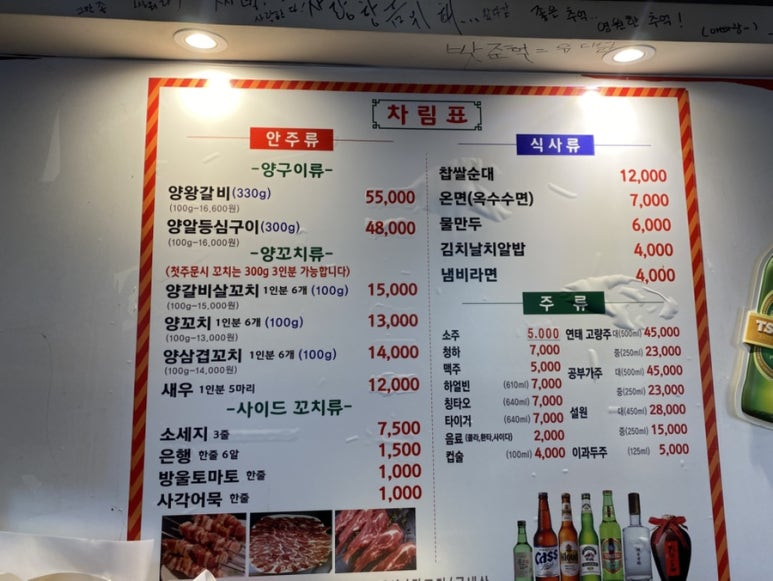 좋은 추억..
영원한 추억!
차림표
안주류
-양구이류-
양왕갈비(330g) 55,000
(100g-16,600원)
양알등심구이(300g) 48,000
(100g-16,000원)
-양꼬치류-
(첫주문시 꼬치는 300g 3인분 가능합니다)
양갈비살꼬치 1인분 6개 (100g) 15,000
(100g-15,000원)
양꼬치 1인분 6개 (100g) 13,000
(100g-13,000원)
양삼겹꼬치 1인분 6개 (100g) 14,000
(100g-14,000원)
새우 1인분 5마리 12,000
-사이드 꼬치류-
소세지 3줄 7,500
은행 한줄 6알 1,500
방울토마토 한줄 1,000
사각어묵 한줄 1,000
식사류
찹쌀순대 12,000
온면(옥수수면) 7,000
물만두 6,000
김치날치알밥 4,000
냄비라면 4,000
주류
소주 5.000
청하 7,000
맥주 5,000
하얼빈 (610ml) 7,000
칭타오 (640ml) 7,000
타이거 (640ml) 7,000
음료 (콜라,환타,사이다) 2,000
컵술 (100ml) 4,000
연태 고량주 대(500ml) 45,000
중(250ml) 23,000
공부가주 대(500ml) 45,000
중(250ml) 23,000
설원 대(450ml) 28,000
중(250ml) 15,000
이과두주 (125ml) 5,000
Cass
TS